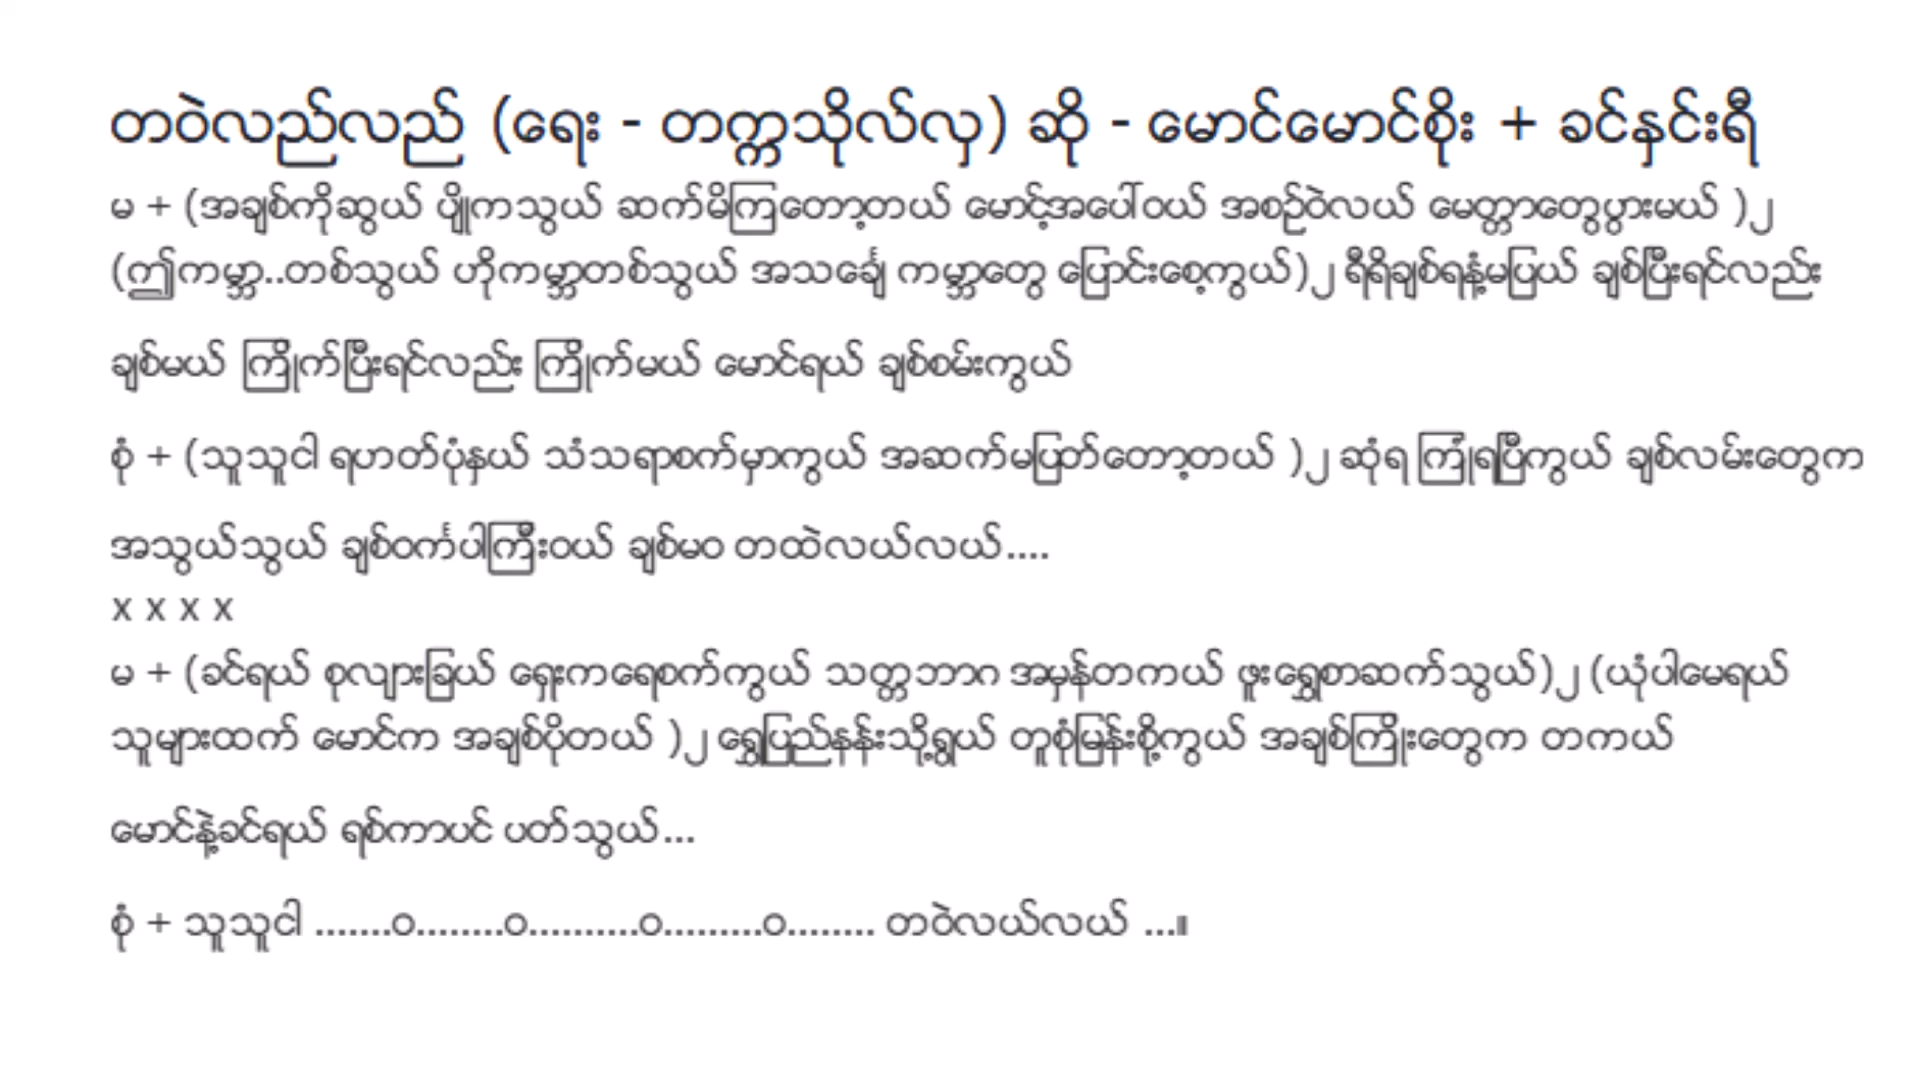 တဝဲလည်လည် (ရေး - တက္ကသိုလ်လှ) ဆို - မောင်မောင်စိုး + ခင်နှင်းရီ
မ + (အချစ်ကိုဆွယ် ပျိုကသွယ် ဆက်မိကြတော့တယ် မောင့်အပေါ်ဝယ် အစဉ်ဝဲလယ် မေတ္တာတွေပွားမယ် )၂
(ဤကမ္ဘာ..တစ်သွယ် ဟိုကမ္ဘာတစ်သွယ် အသင်္ချေ ကမ္ဘာတွေ ပြောင်းစေ့ကွယ်)၂ ရီရိချစ်ရနံ့မပြယ် ချစ်ပြီးရင်လည်း
ချစ်မယ် ကြိုက်ပြီးရင်လည်း ကြိုက်မယ် မောင်ရယ် ချစ်စမ်းကွယ်
စုံ + (သူသူငါ ရဟတ်ပုံနှယ် သံသရာစက်မှာကွယ် အဆက်မပြတ်တော့တယ် )၂ ဆုံရ ကြုံရပြီကွယ် ချစ်လမ်းတွေက
အသွယ်သွယ် ချစ်ဝင်္ကပါကြီးဝယ် ချစ်မဝ တထဲလယ်လယ်....
x x x x
မ + (ခင်ရယ် စုလျားခြယ် ရှေးကရေစက်ကွယ် သတ္တဘာဂ အမှန်တကယ် ဖူးရွှေစာဆက်သွယ်)၂ (ယုံပါမေရယ်
သူများထက် မောင်က အချစ်ပိုတယ် )၂ ရွှေပြည်နန်းသို့ရွယ် တူစုံမြန်းစို့ကွယ် အချစ်ကြိုးတွေက တကယ်
မောင်နဲ့ခင်ရယ် ရစ်ကာပင် ပတ်သွယ်...
စုံ + သူသူငါ .......ဝ........ဝ..........ဝ.........ဝ........ တဝဲလယ်လယ် ...။